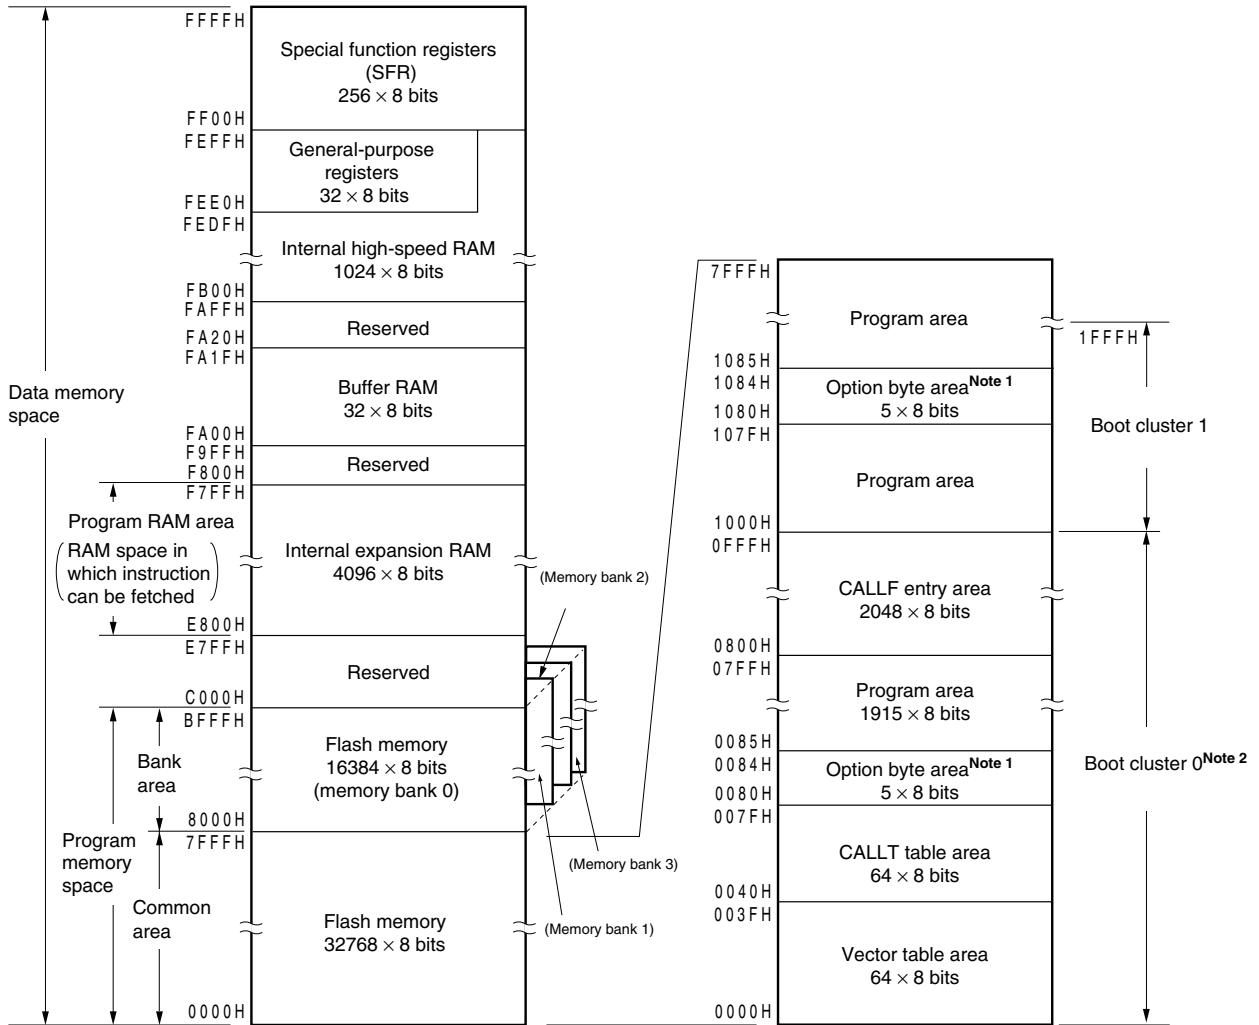 FFFFH
Special function registers
(SFR)
256 × 8 bits
FF00H
FEFFH
General-purpose
registers
32 × 8 bits
FEE0H
FEDFH
Internal high-speed RAM
1024 × 8 bits
FB00H
FAFFH
Reserved
FA20H
FA1FH
Data memory
space
Buffer RAM
32 × 8 bits
FA00H
F9FFH
Reserved
F800H
F7FFH
Program RAM area
RAM space in
which instruction
can be fetched
Internal expansion RAM
4096 × 8 bits
E800H
E7FFH
Reserved
C000H
BFFFH
Bank
area
Flash memory
16384 × 8 bits
(memory bank 0)
8000H
7FFFH
Program
memory
space
Common
area
Flash memory
32768 × 8 bits
0000H
(Memory bank 2)
(Memory bank 3)
(Memory bank 1)
7FFFH
Program area
1FFFH
1085H
1084H
Option byte area Note 1
5 × 8 bits
1080H
107FH
Boot cluster 1
Program area
1000H
0FFFH
CALLF entry area
2048 × 8 bits
0800H
07FFH
Program area
1915 × 8 bits
0085H
0084H
Option byte area Note 1
5 × 8 bits
Boot cluster 0 Note 2
0080H
007FH
CALLT table area
64 × 8 bits
0040H
003FH
Vector table area
64 × 8 bits
0000H